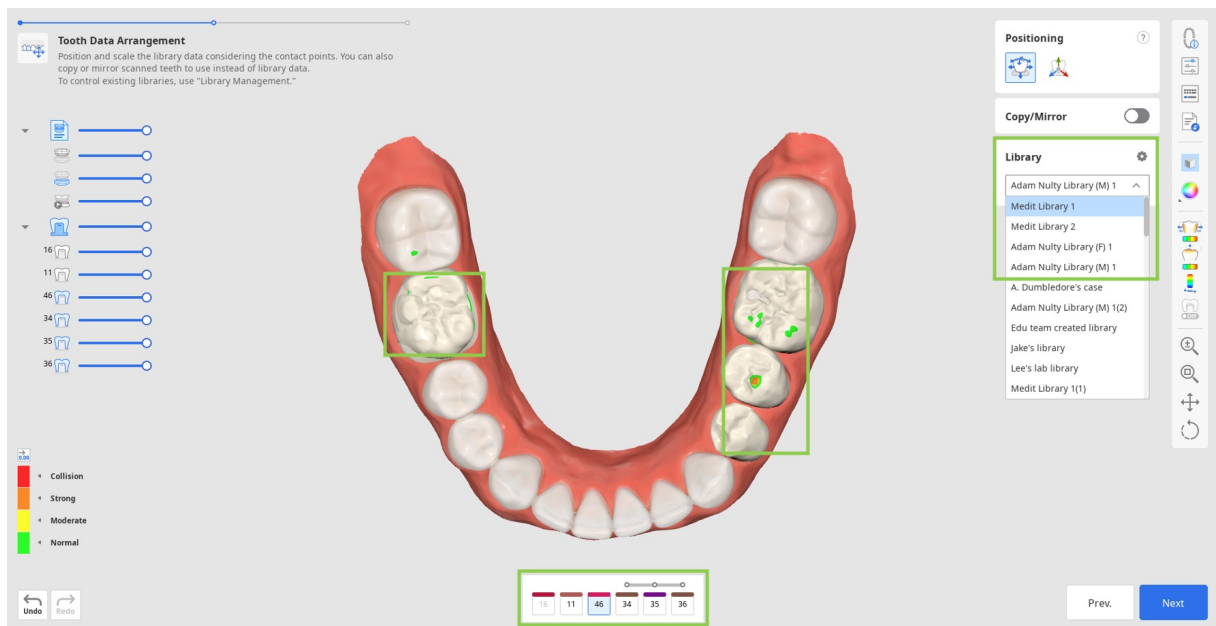 Tooth Data Arrangement
Position and scale the library data considering the contact points. You can also
copy or mirror scanned teeth to use instead of library data.
To control existing libraries, use "Library Management."
16
11
46
34
35
36
0.00
Collision
Strong
Moderate
Normal
Undo
Redo
16
11
46
34
35
36
Positioning
?
Copy/Mirror
Library
Adam Nulty Library (M) 1
Medit Library 1
Medit Library 2
Adam Nulty Library (F) 1
Adam Nulty Library (M) 1
A. Dumbledore's case
Adam Nulty Library (M) 1(2)
Edu team created library
Jake's library
Lee's lab library
Medit Library 1(1)
Prev.
Next